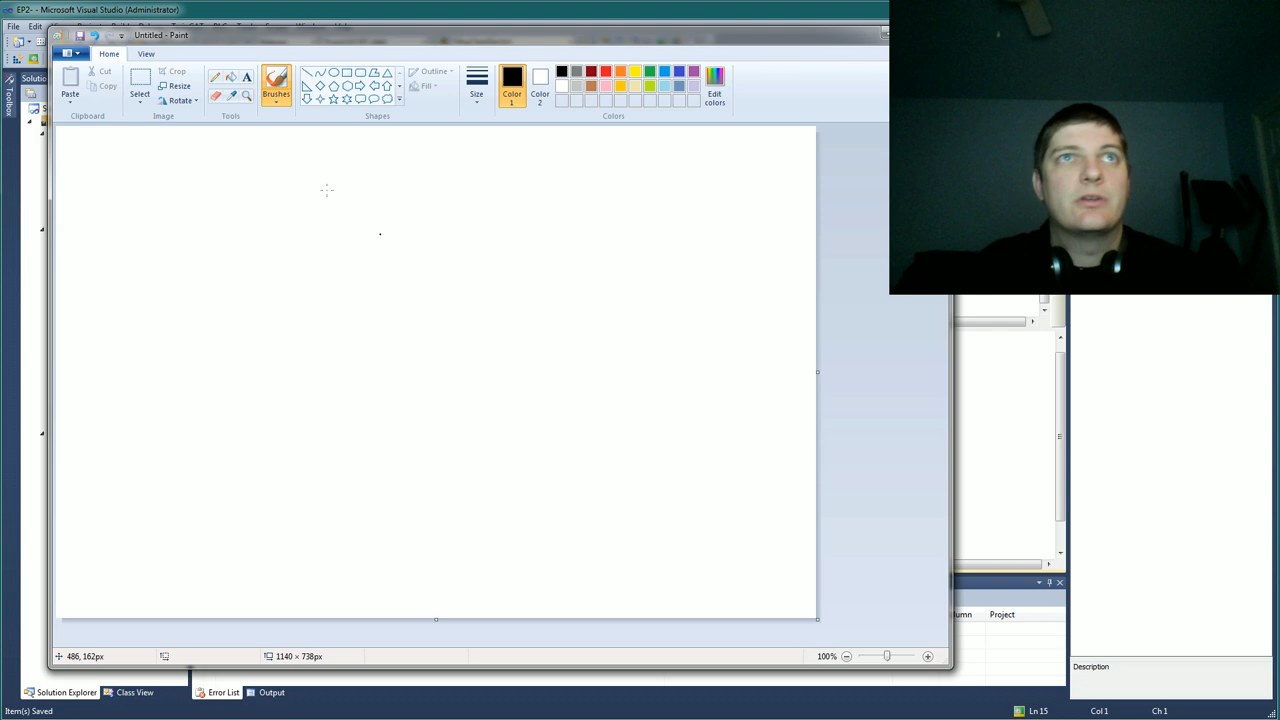 EP2- - Microsoft Visual Studio (Administrator)
File Edit
Untitled - Paint
Home View
Solution
Toolbox
Paste
Cut
Copy
Clipboard
Select
Crop
Resize
Rotate
Image
Tools
Brushes
Shapes
Outline
Fill
Size
Color 1
Color 2
Edit colors
Colors
486, 162px
1140 × 738px
100%
Project
Description
Solution Explorer Class View
Error List Output
Item(s) Saved
Ln 15 Col 1 Ch 1